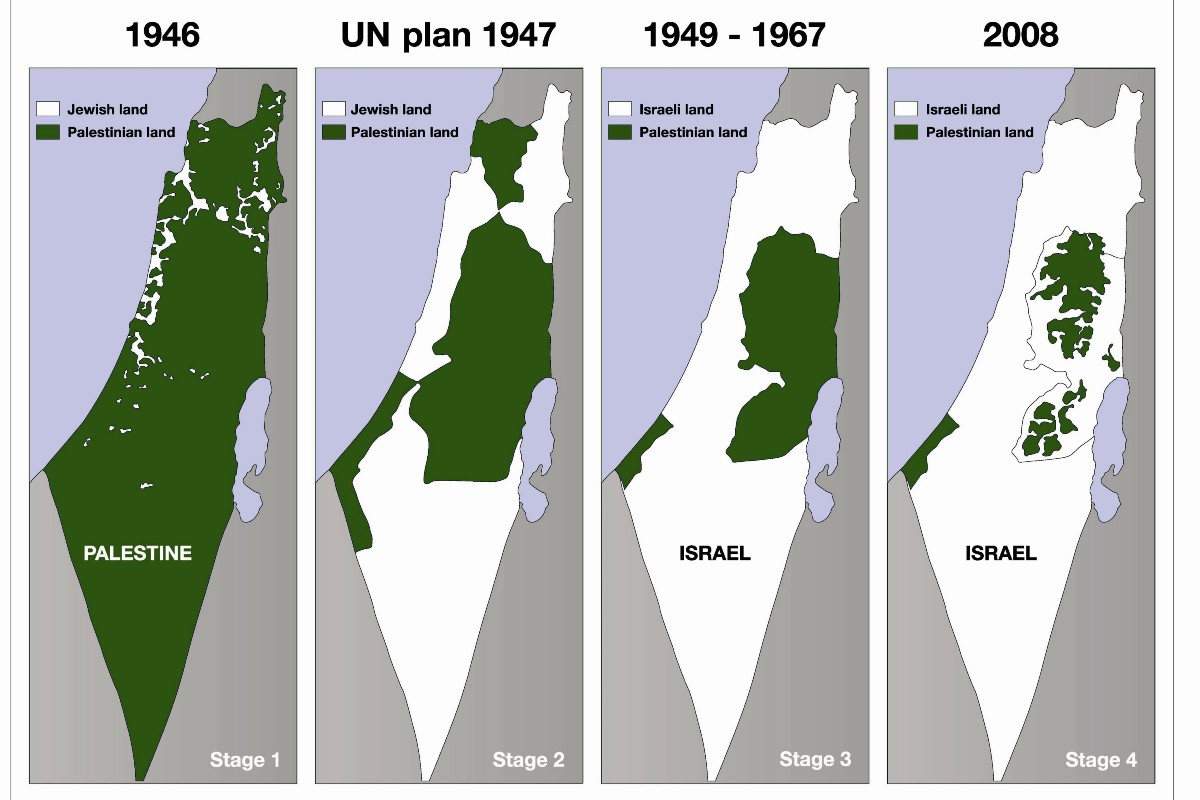 1946
Jewish land
Palestinian land
PALESTINE
Stage 1
UN plan 1947
Jewish land
Palestinian land
Stage 2
1949 - 1967
Israeli land
Palestinian land
ISRAEL
Stage 3
2008
Israeli land
Palestinian land
ISRAEL
Stage 4